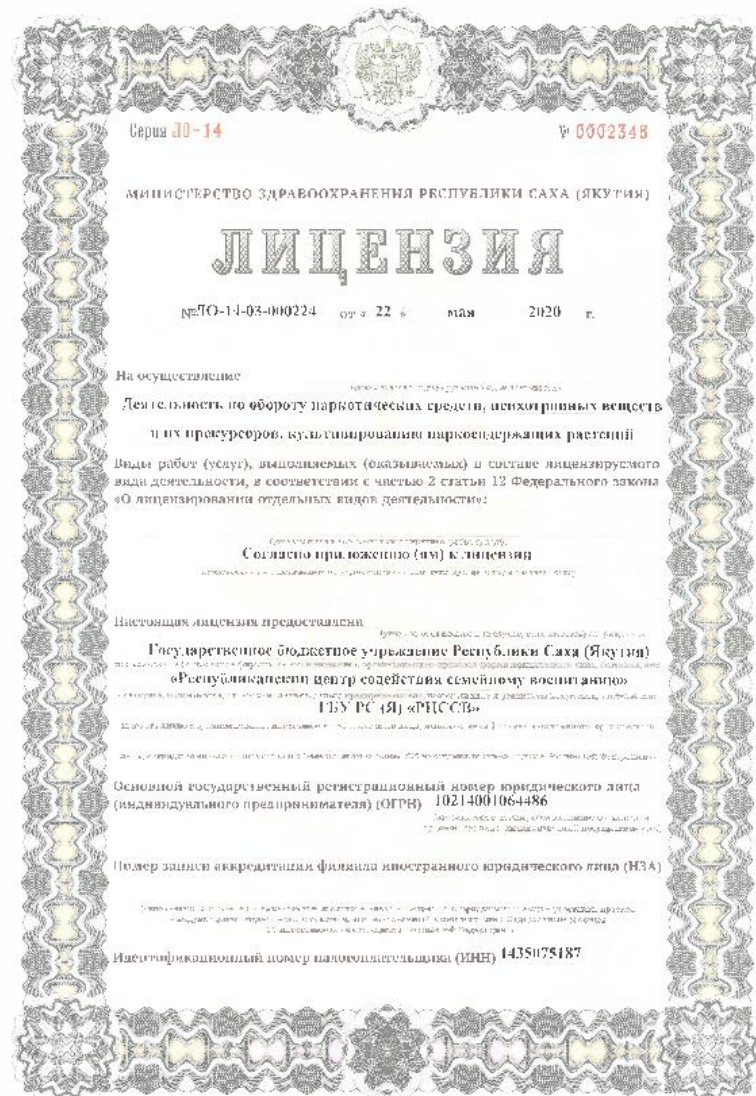 Серия ЛО-14
№ 0002348
МИНИСТЕРСТВО ЗДРАВООХРАНЕНИЯ РЕСПУБЛИКИ САХА (ЯКУТИЯ)
ЛИЦЕНЗИЯ
№ЛО-14-03-000224 от « 22 » мая 2020 г.
На осуществление
Деятельность по обороту наркотических средств, психотропных веществ
и их прекурсоров, культивированию наркосодержащих растений
Виды работ (услуг), выполняемых (оказываемых) в составе лицензируемого
вида деятельности, в соответствии с частью 2 статьи 12 Федерального закона
«О лицензировании отдельных видов деятельности»:
Согласно приложению (ям) к лицензии
Настоящая лицензия предоставлена
Государственное бюджетное учреждение Республики Саха (Якутия)
«Республиканский центр содействия семейному воспитанию»
ГБУ РС (Я) «РЦССВ»
Основной государственный регистрационный номер юридического лица
(индивидуального предпринимателя) (ОГРН) 10214001064486
Номер записи аккредитации филиала иностранного юридического лица (НЗА)
Идентификационный номер налогоплательщика (ИНН) 1435075187